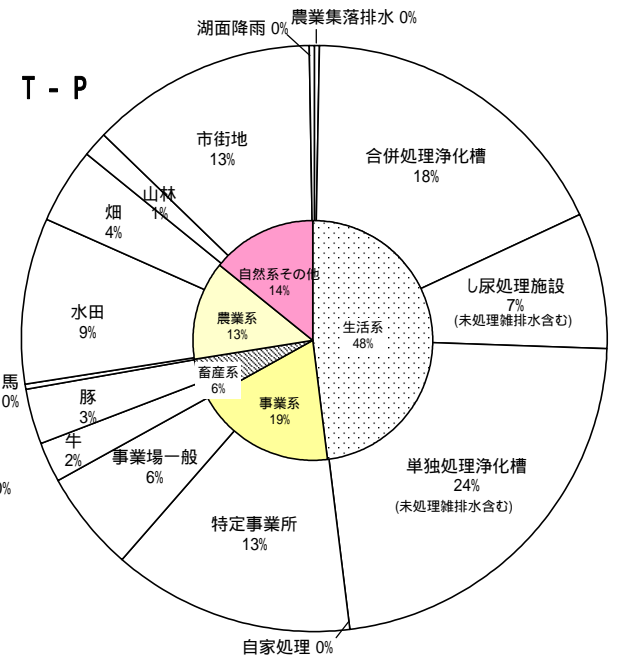 湖面降雨 0%
農業集落排水 0%
T - P
市街地
13%
合併処理浄化槽
18%
山林
1%
畑
4%
し尿処理施設
7%
(未処理雑排水含む)
自然系その他
14%
農業系
13%
生活系
48%
水田
9%
畜産系
6%
事業系
19%
馬
0%
豚
3%
牛
2%
事業場一般
6%
単独処理浄化槽
24%
(未処理雑排水含む)
特定事業所
13%
自家処理 0%